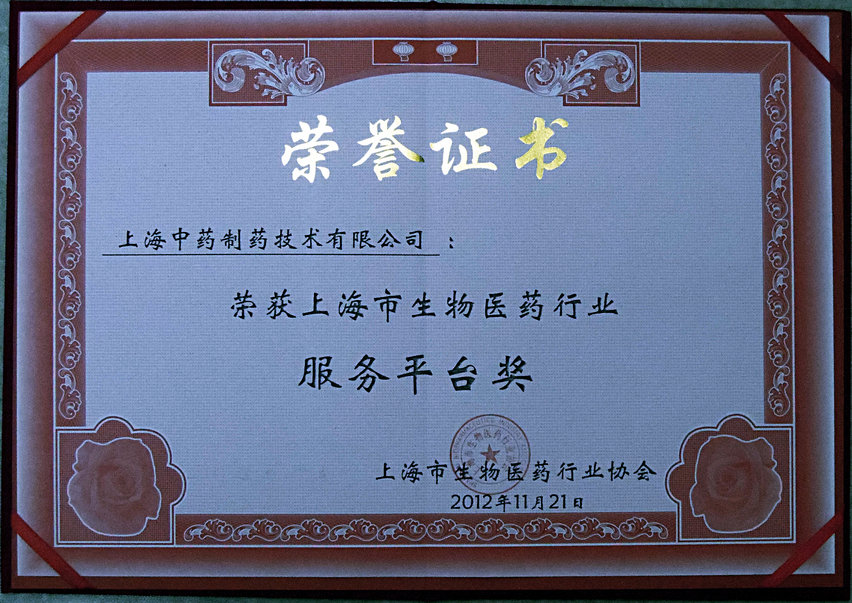 荣誉证书
上海中药制药技术有限公司：
荣获上海市生物医药行业
服务平台奖
上海市生物医药行业协会
2012年11月21日